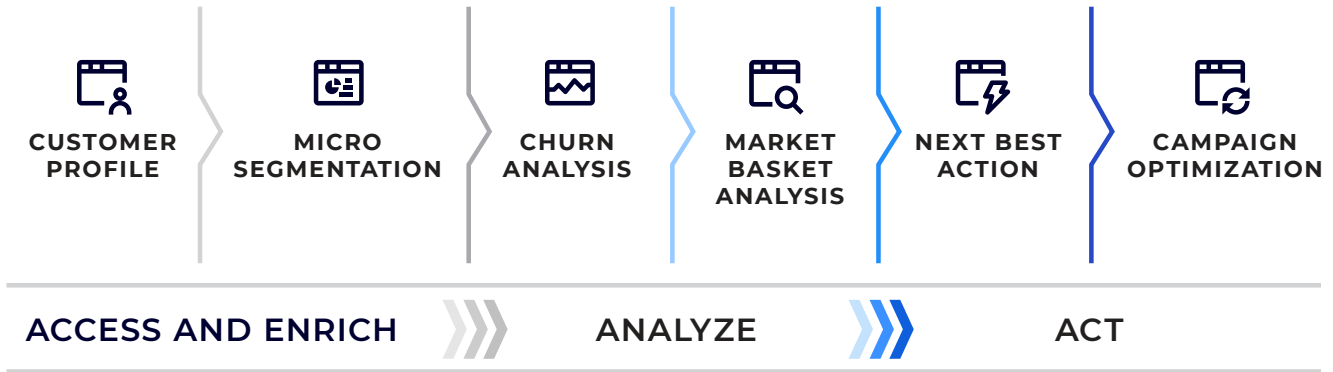 CUSTOMER
PROFILE
MICRO
SEGMENTATION
CHURN
ANALYSIS
MARKET
BASKET
ANALYSIS
NEXT BEST
ACTION
CAMPAIGN
OPTIMIZATION
ACCESS AND ENRICH
ANALYZE
ACT